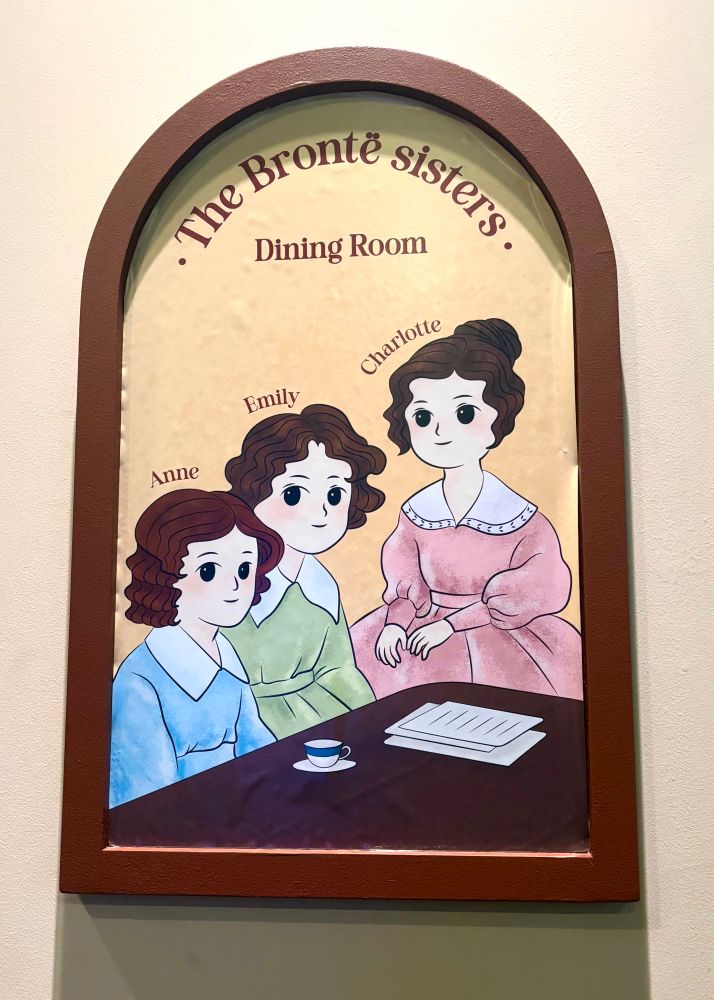 • The Brontë sisters •
Dining Room
Charlotte
Emily
Anne